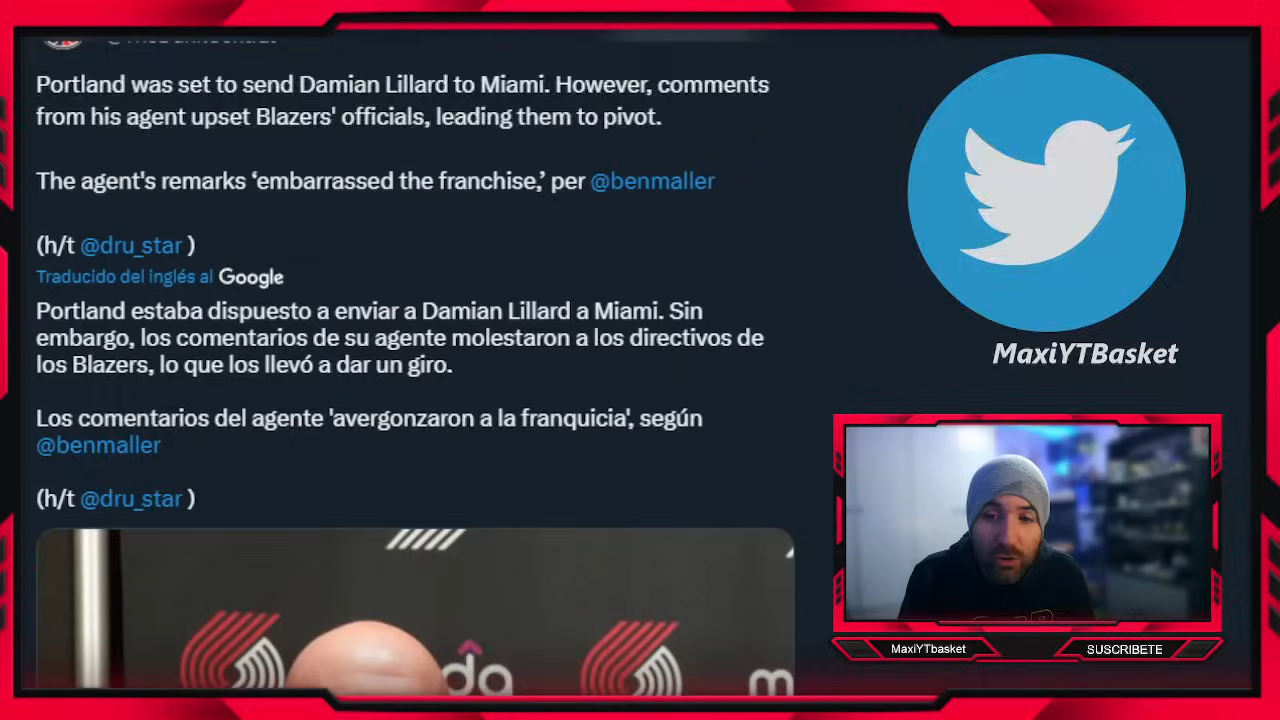 Portland was set to send Damian Lillard to Miami. However, comments
from his agent upset Blazers' officials, leading them to pivot.
The agent's remarks ‘embarrassed the franchise,’ per @benmaller
(h/t @dru_star )
Traducido del inglés al Google
Portland estaba dispuesto a enviar a Damian Lillard a Miami. Sin
embargo, los comentarios de su agente molestaron a los directivos de
los Blazers, lo que los llevó a dar un giro.
Los comentarios del agente 'avergonzaron a la franquicia', según
@benmaller
(h/t @dru_star )
MaxiYTBasket
MaxiYTbasket
SUSCRIBETE